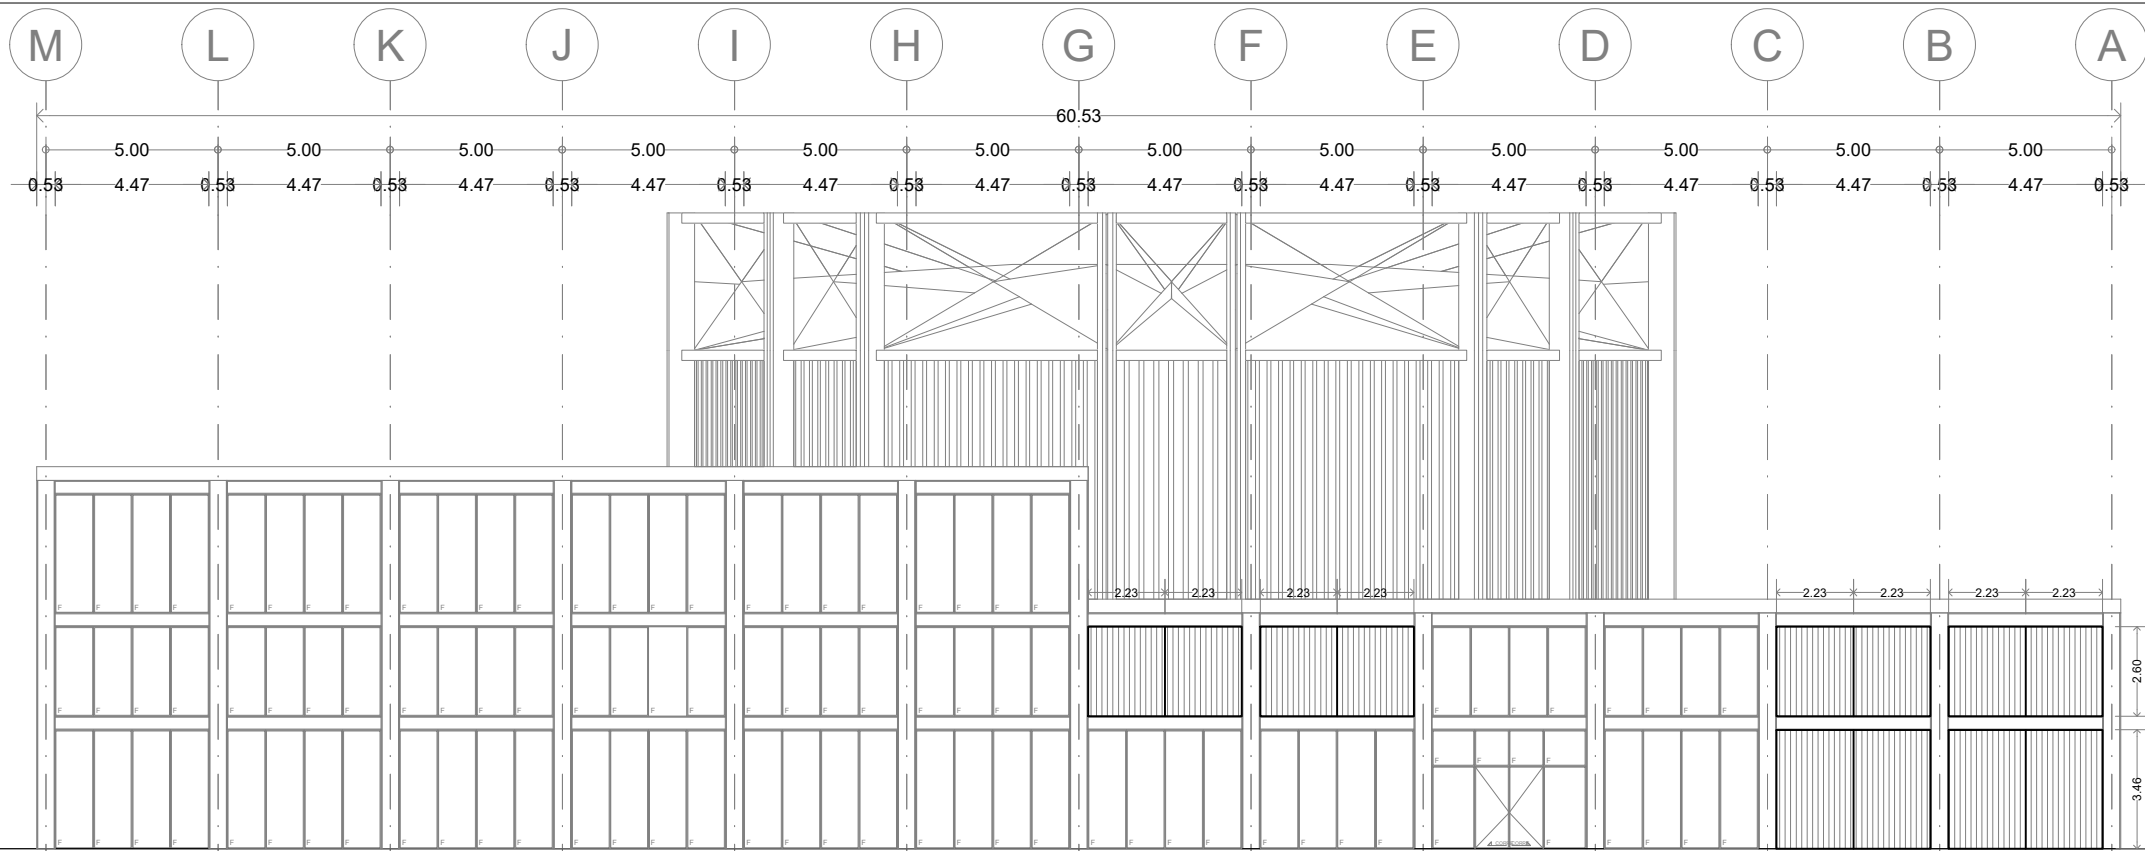 M L K J I H G F E D C B A
60.53
5.00 5.00 5.00 5.00 5.00 5.00 5.00 5.00 5.00 5.00 5.00 5.00
0.53 4.47 0.53 4.47 0.53 4.47 0.53 4.47 0.53 4.47 0.53 4.47 0.53 4.47 0.53 4.47 0.53 4.47 0.53 4.47 0.53 4.47 0.53 4.47 0.53
2.23 2.23 2.23 2.23 2.23 2.23 2.23 2.23
F F F F F F F F F F F F F F F F F F F F F F F F
2.60
F F F F F F F F F F F F F F F F F F F F F F F F F F F F F F F F
F F F F
3.46
F F F F F F F F F F F F F F F F F F F F F F F F F F F F F F F F F F F F F F